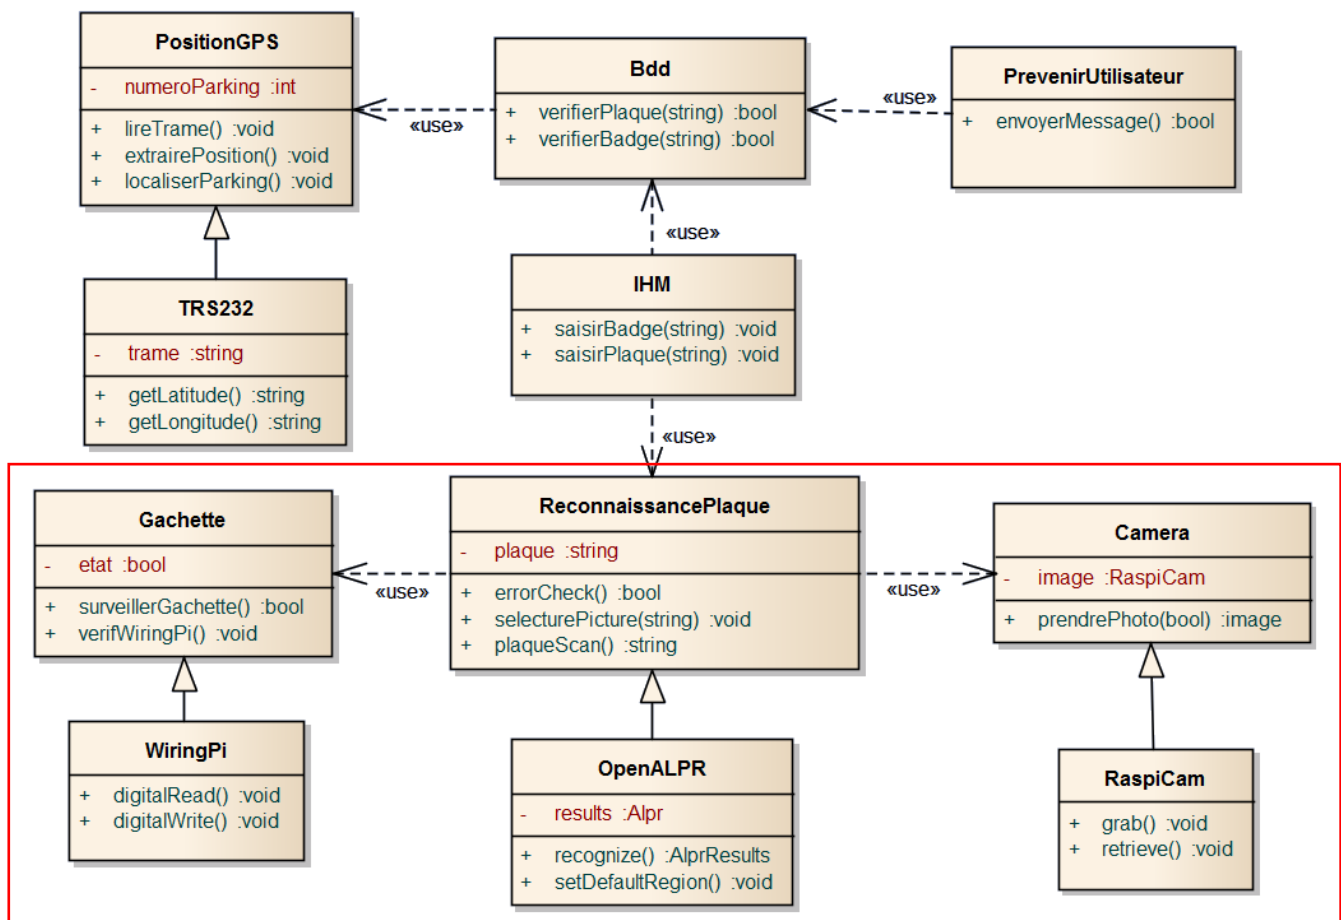 PositionGPS
- numeroParking :int
+ lireTrame() :void
+ extrairePosition() :void
+ localiserParking() :void
«use»
Bdd
+ verifierPlaque(string) :bool
+ verifierBadge(string) :bool
«use»
PrevenirUtilisateur
+ envoyerMessage() :bool
«use»
TRS232
- trame :string
+ getLatitude() :string
+ getLongitude() :string
IHM
+ saisirBadge(string) :void
+ saisirPlaque(string) :void
«use»
Gachette
- etat :bool
+ surveillerGachette() :bool
+ verifWiringPi() :void
«use»
ReconnaissancePlaque
- plaque :string
+ errorCheck() :bool
+ selecturePicture(string) :void
+ plaqueScan() :string
«use»
Camera
- image :RaspiCam
+ prendrePhoto(bool) :image
WiringPi
+ digitalRead() :void
+ digitalWrite() :void
OpenALPR
- results :Alpr
+ recognize() :AlprResults
+ setDefaultRegion() :void
RaspiCam
+ grab() :void
+ retrieve() :void